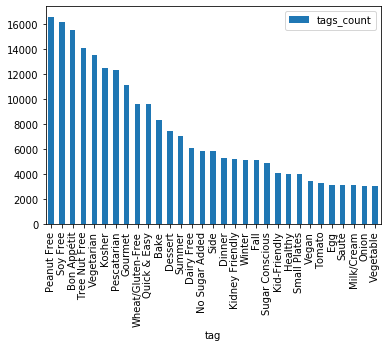 tags_count
16000
14000
12000
10000
8000
6000
4000
2000
0
Peanut Free
Soy Free
Bon Appétit
Tree Nut Free
Vegetarian
Kosher
Pescatarian
Gourmet
Wheat/Gluten-Free
Quick & Easy
Bake
Dessert
Summer
Dairy Free
No Sugar Added
Side
Dinner
Kidney Friendly
Winter
Fall
Sugar Conscious
Kid-Friendly
Healthy
Small Plates
Vegan
Tomato
Egg
Sauté
Milk/Cream
Onion
Vegetable
tag